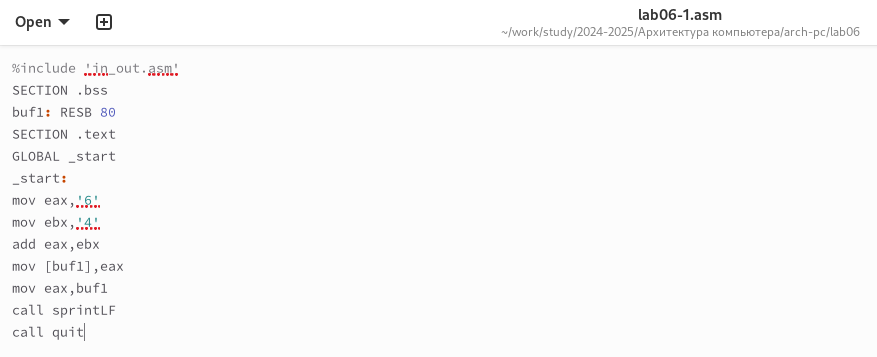 Open
lab06-1.asm
~/work/study/2024-2025/Архитектура компьютера/arch-pc/lab06
%include 'in_out.asm'
SECTION .bss
buf1: RESB 80
SECTION .text
GLOBAL _start
_start:
mov eax,'6'
mov ebx,'4'
add eax,ebx
mov [buf1],eax
mov eax,buf1
call sprintLF
call quit